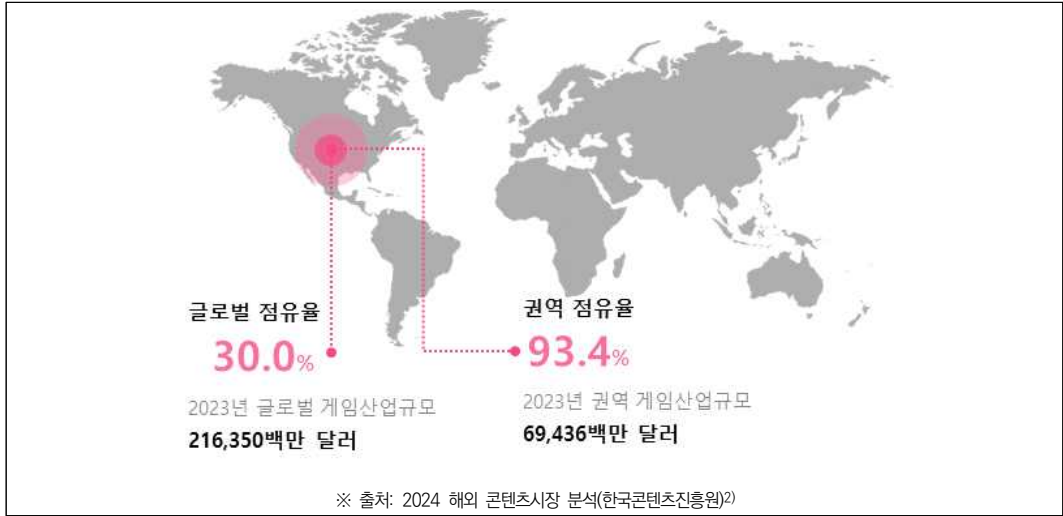 글로벌 점유율
30.0%
2023년 글로벌 게임산업규모
216,350백만 달러
권역 점유율
93.4%
2023년 권역 게임산업규모
69,436백만 달러
※ 출처: 2024 해외 콘텐츠시장 분석(한국콘텐츠진흥원)2)